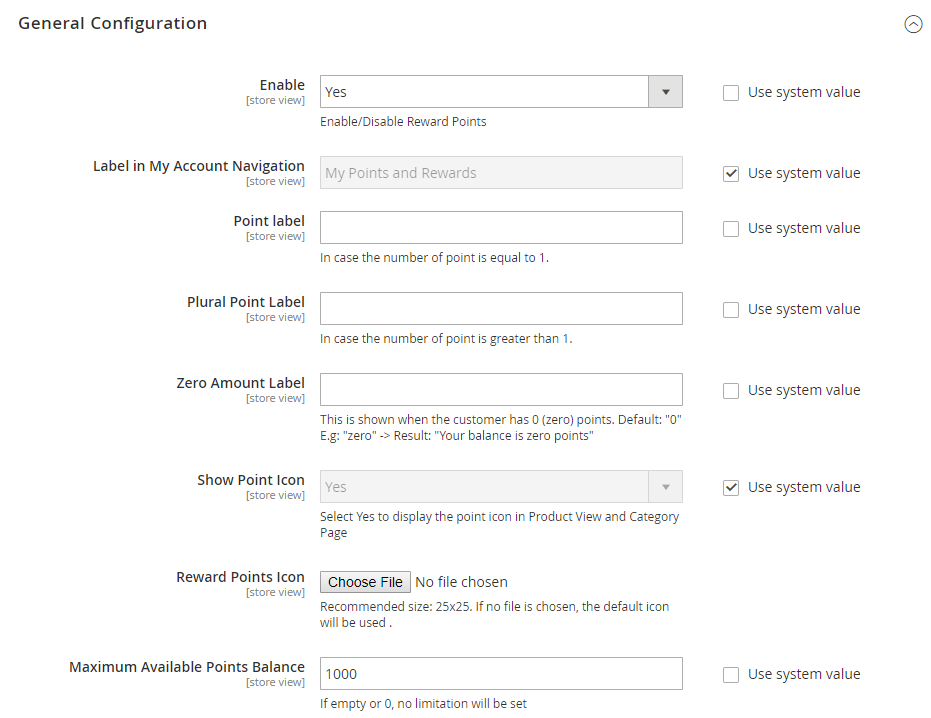 General Configuration
Enable
[store view]
Yes
Use system value
Enable/Disable Reward Points
Label in My Account Navigation
[store view]
My Points and Rewards
Use system value
Point label
[store view]
Use system value
In case the number of point is equal to 1.
Plural Point Label
[store view]
Use system value
In case the number of point is greater than 1.
Zero Amount Label
[store view]
Use system value
This is shown when the customer has 0 (zero) points. Default: "0"
E.g: "zero" -> Result: "Your balance is zero points"
Show Point Icon
[store view]
Yes
Use system value
Select Yes to display the point icon in Product View and Category
Page
Reward Points Icon
[store view]
Choose File No file chosen
Recommended size: 25x25. If no file is chosen, the default icon
will be used .
Maximum Available Points Balance
[store view]
1000
Use system value
If empty or 0, no limitation will be set